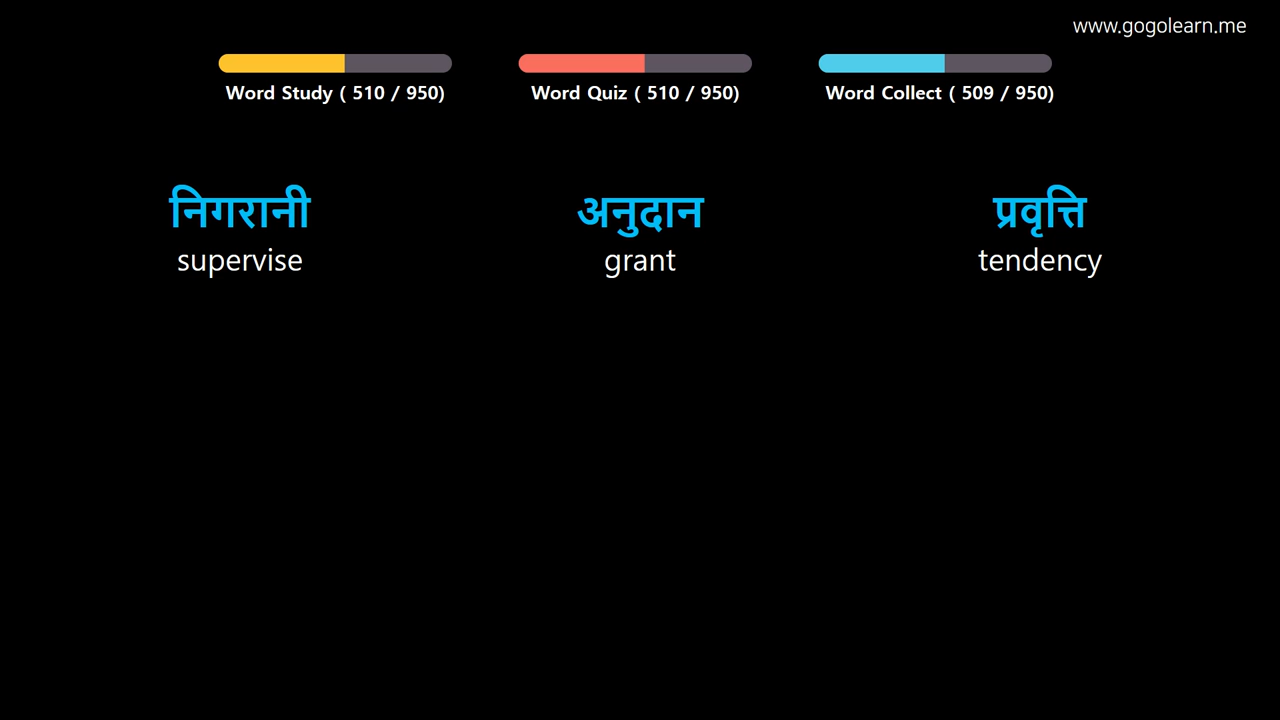 www.gogolearn.me
Word Study ( 510 / 950)
Word Quiz ( 510 / 950)
Word Collect ( 509 / 950)
निगरानी
supervise
अनुदान
grant
प्रवृत्ति
tendency